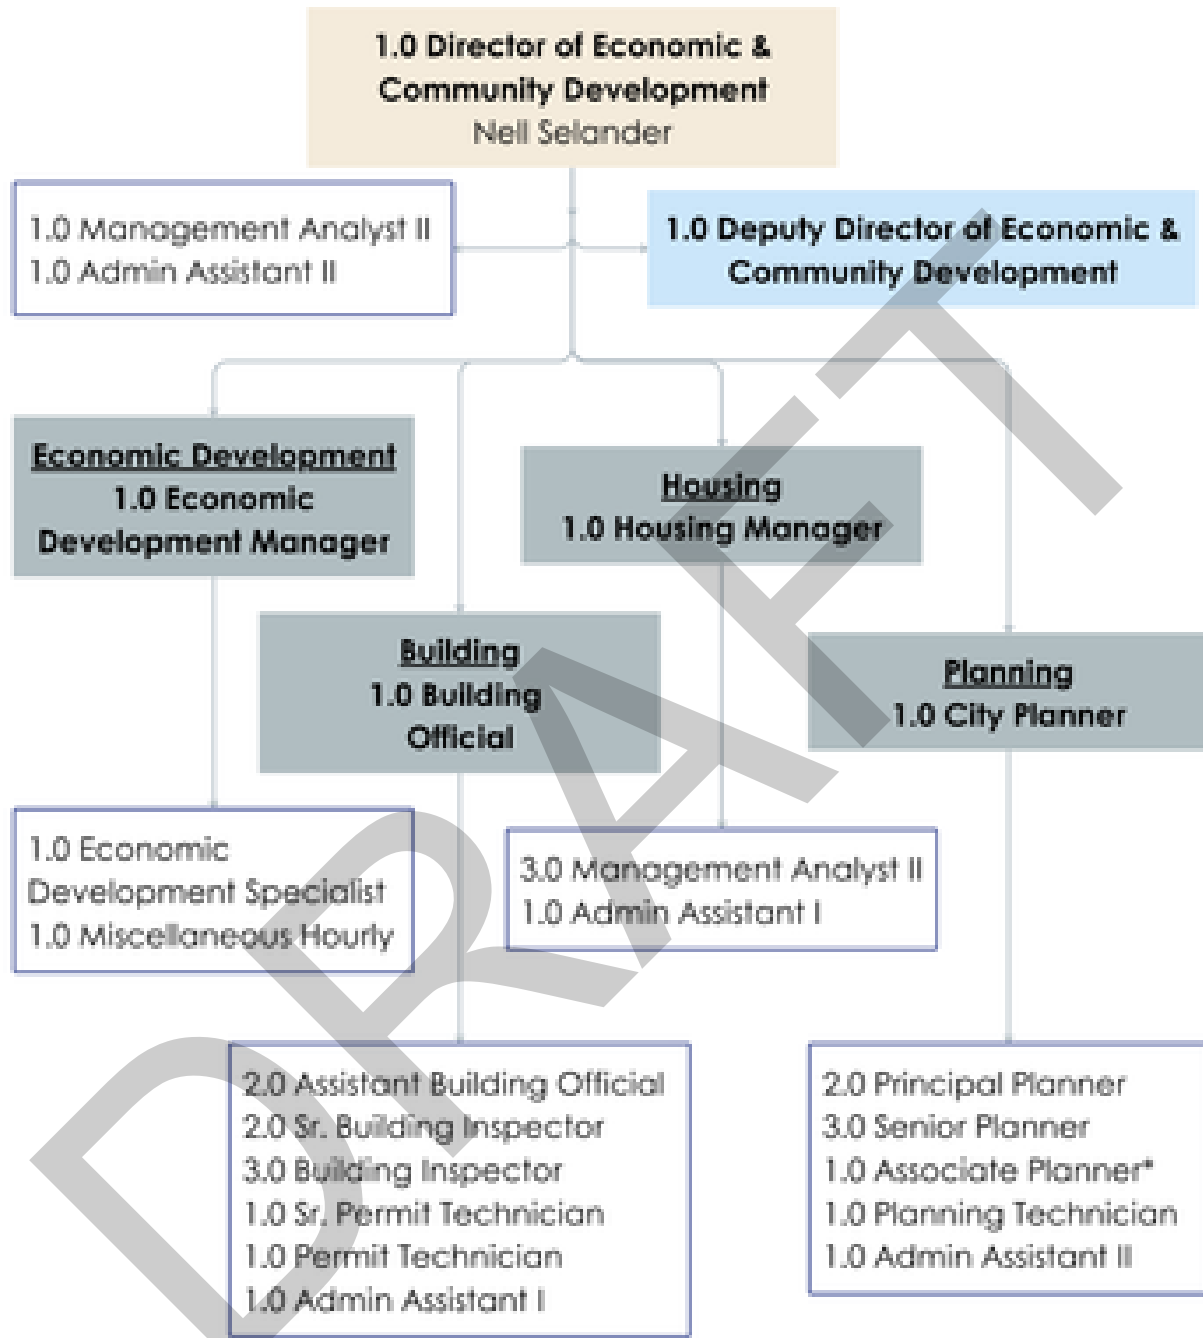 1.0 Director of Economic &
Community Development
Nell Selander
1.0 Management Analyst II
1.0 Admin Assistant II
1.0 Deputy Director of Economic &
Community Development
Economic Development
1.0 Economic
Development Manager
Housing
1.0 Housing Manager
Building
1.0 Building
Official
Planning
1.0 City Planner
1.0 Economic
Development Specialist
1.0 Miscellaneous Hourly
3.0 Management Analyst II
1.0 Admin Assistant I
2.0 Assistant Building Official
2.0 Sr. Building Inspector
3.0 Building Inspector
1.0 Sr. Permit Technician
1.0 Permit Technician
1.0 Admin Assistant I
2.0 Principal Planner
3.0 Senior Planner
1.0 Associate Planner*
1.0 Planning Technician
1.0 Admin Assistant II
DRAFT